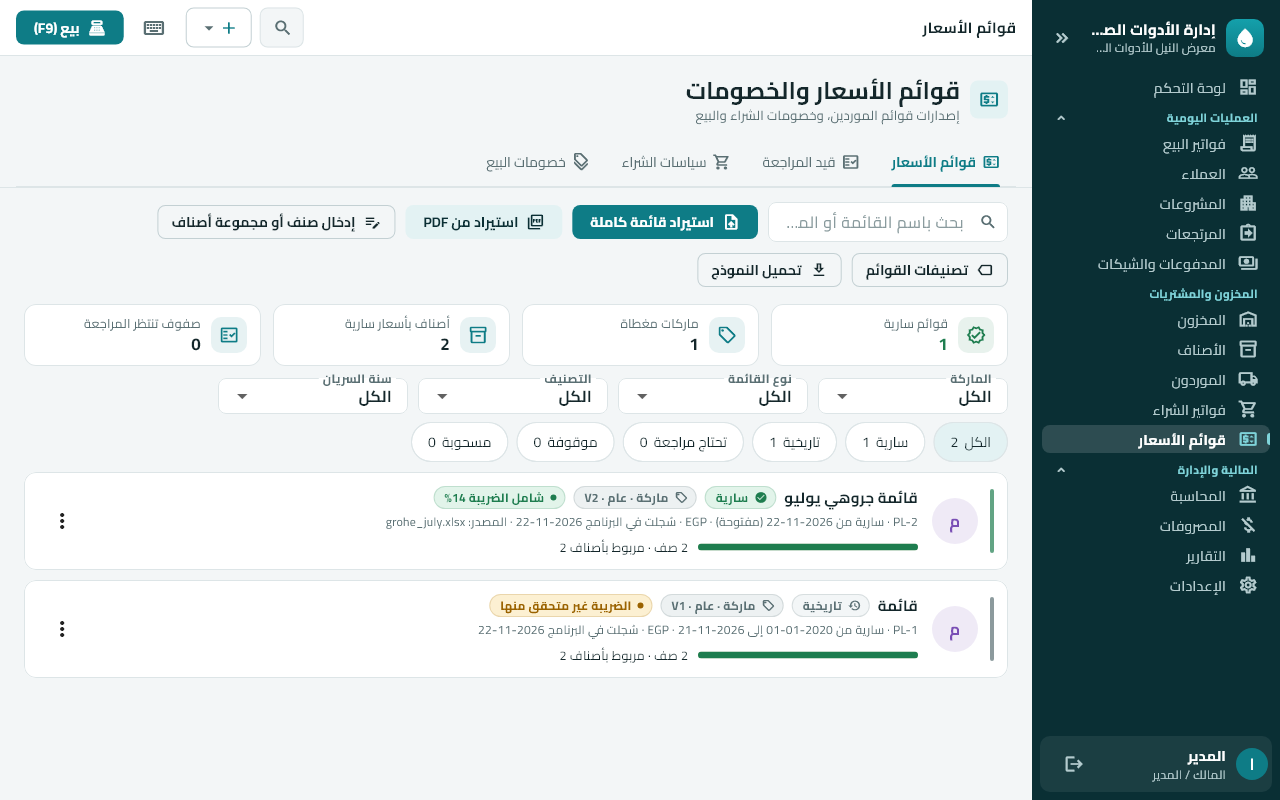 إدارة الأدوات الصـ...
معرض النيل للأدوات الـ...
لوحة التحكم
العمليات اليومية
فواتير البيع
العملاء
المشروعات
المرتجعات
المدفوعات والشيكات
المخزون والمشتريات
المخزون
الأصناف
الموردون
فواتير الشراء
قوائم الأسعار
المالية والإدارة
المحاسبة
المصروفات
التقارير
الإعدادات
ا
المدير
المالك / المدير
قوائم الأسعار
بيع (F9)
قوائم الأسعار والخصومات
إصدارات قوائم الموردين، وخصومات الشراء والبيع
قوائم الأسعار
قيد المراجعة
سياسات الشراء
خصومات البيع
بحث باسم القائمة أو المـ...
استيراد قائمة كاملة
استيراد من PDF
إدخال صنف أو مجموعة أصناف
تصنيفات القوائم
تحميل النموذج
قوائم سارية
1
ماركات مغطاة
1
أصناف بأسعار سارية
2
صفوف تنتظر المراجعة
0
الماركة
الكل
نوع القائمة
الكل
التصنيف
الكل
سنة السريان
الكل
الكل 2
سارية 1
تاريخية 1
تحتاج مراجعة 0
موقوفة 0
مسحوبة 0
م
قائمة جروهي يوليو
سارية
ماركة · عام · V2
شامل الضريبة 14%
PL-2 · سارية من 2026-11-22 (مفتوحة) · EGP · سُجلت في البرنامج 2026-11-22 · المصدر: grohe_july.xlsx
2 صف · مربوط بأصناف 2
م
قائمة
تاريخية
ماركة · عام · V1
الضريبة غير متحقق منها
PL-1 · سارية من 2020-01-01 إلى 2026-11-21 · EGP · سُجلت في البرنامج 2026-11-22
2 صف · مربوط بأصناف 2